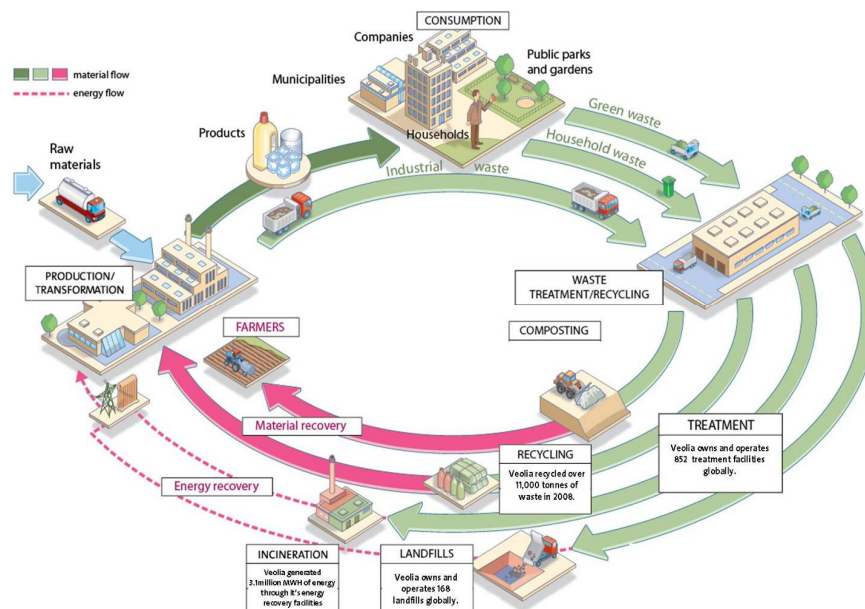 CONSUMPTION
Companies
Municipalities
Public parks
and gardens
Households
material flow
energy flow
Products
Raw
materials
Green waste
Household waste
Industrial waste
PRODUCTION/
TRANSFORMATION
WASTE
TREATMENT/RECYCLING
COMPOSTING
FARMERS
Material recovery
TREATMENT
Veolia owns and operates
852 treatment facilities
globally.
RECYCLING
Veolia recycled over
11,000 tonnes of
waste in 2008.
Energy recovery
INCINERATION
Veolia generated
3.1million MWH of energy
through it's energy
recovery facilities
LANDFILLS
Veolia owns and
operates 168
landfills globally.